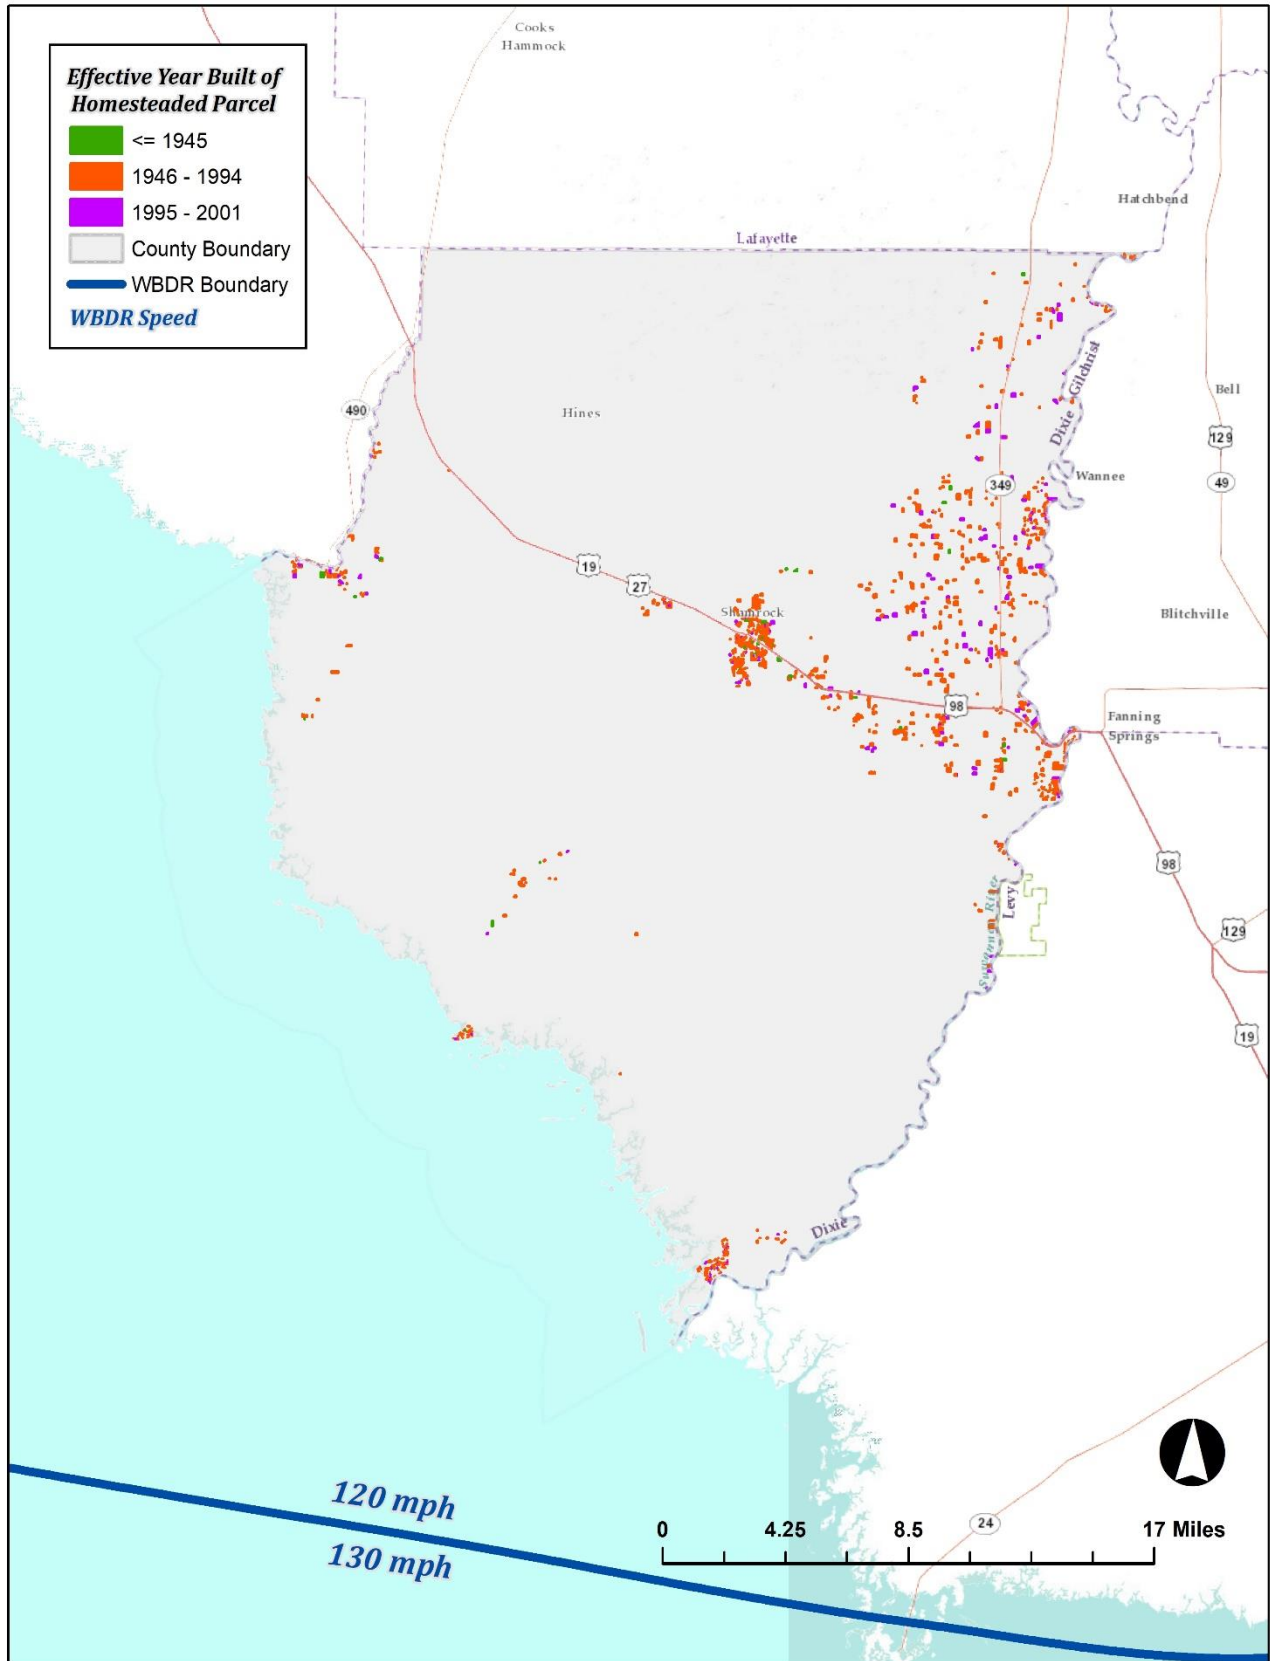 Effective Year Built of
Homesteaded Parcel
<= 1945
1946 - 1994
1995 - 2001
County Boundary
WBDR Boundary
WBDR Speed
Cooks
Hammock
Hatchbend
Lafayette
Gilchrist
Dixie
Bell
490
Hines
129
Wannee
349
49
19
27
Shamrock
Blitchville
98
Fanning
Springs
98
Suwannee River
Levy
129
19
Dixie
120 mph
130 mph
24
0 4.25 8.5 17 Miles